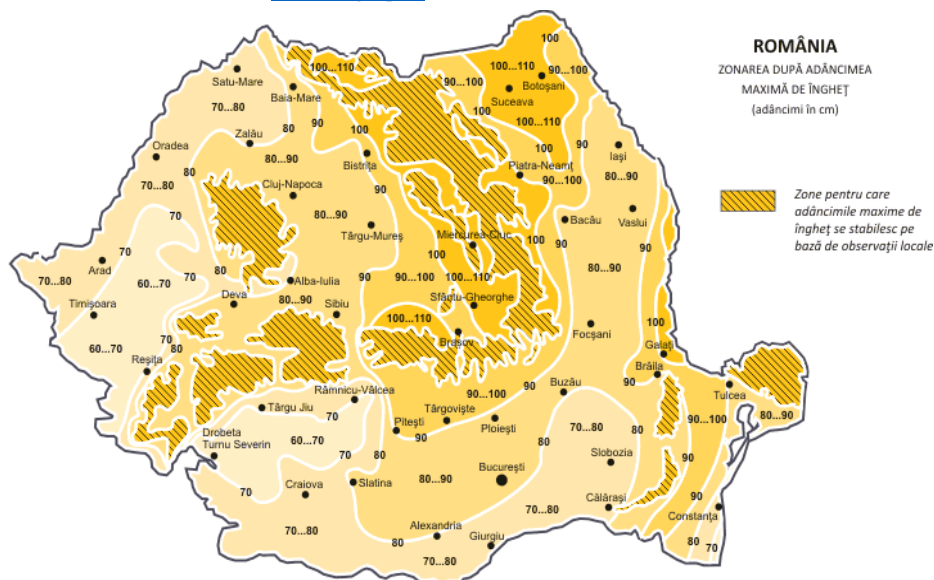 ROMÂNIA
ZONAREA DUPĂ ADÂNCIMEA
MAXIMĂ DE ÎNGHEŢ
(adâncimi în cm)
Zone pentru care
adâncimile maxime de
îngheţ se stabilesc pe
bază de observaţii locale
100
100...110
90...100
100...110
90...100
Satu-Mare
Baia-Mare
Botoşani
Suceava
70...80
100
80
90
100
100...110
Zalău
Oradea
Bistriţa
100
90
Iaşi
80...90
Piatra-Neamţ
80...90
70...80
80
90
90...100
Cluj-Napoca
70
80...90
Vaslui
Târgu-Mureş
Bacău
Miercurea-Ciuc
100
100
90
70
Arad
70...80
60...70
80
Alba-Iulia
90
90...100
100...110
80...90
Deva
80...90
Sfântu-Gheorghe
Timişoara
Sibiu
100...110
100
Braşov
Focşani
60...70
70
80
Galaţi
Reşiţa
Brăila
90
Râmnicu-Vâlcea
90
Buzău
Tulcea
90...100
Târgu Jiu
70
Târgovişte
Piteşti
Ploieşti
90...100
80...90
Drobeta
Turnu Severin
60...70
90
80
70...80
80
80
90
70
Bucureşti
Slobozia
70
Craiova
Slatina
80...90
Călăraşi
90
Constanţa
70...80
70...80
Alexandria
80
Giurgiu
80
70
70...80